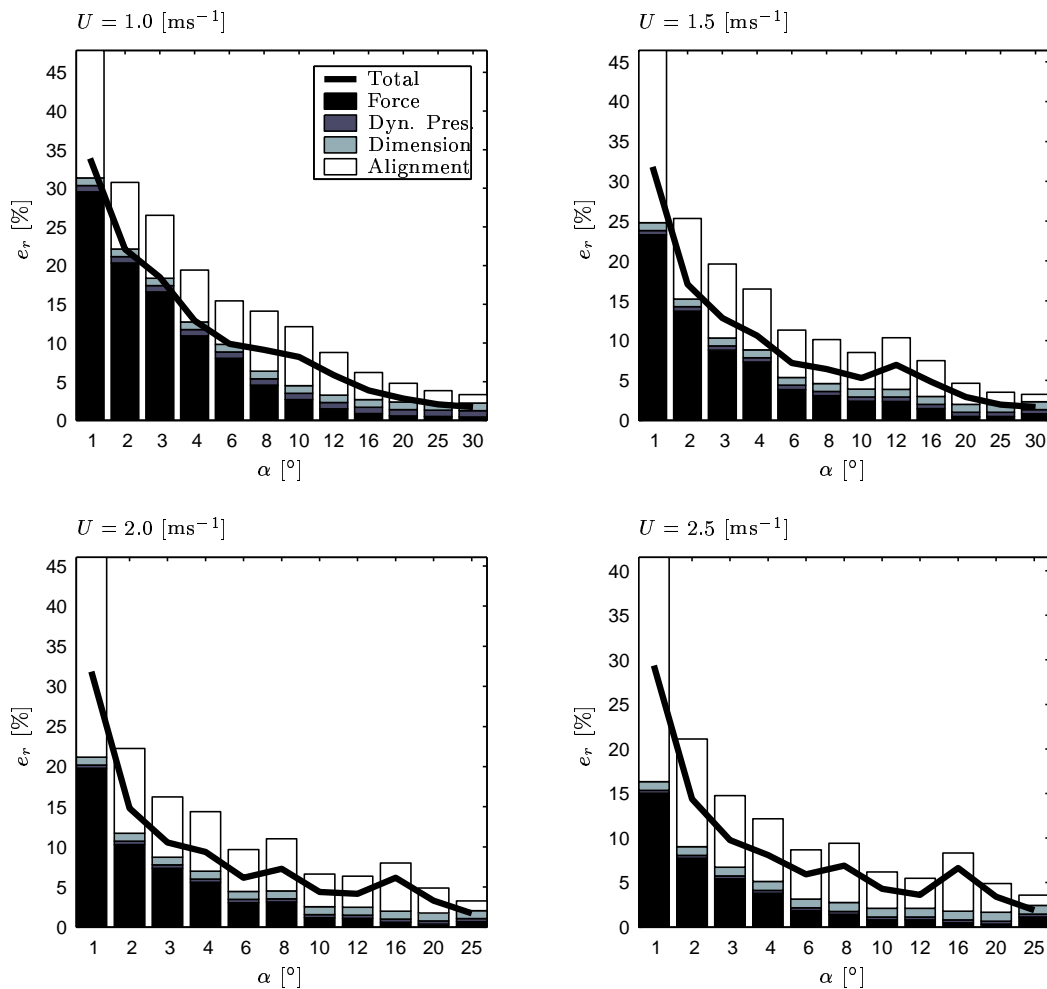 U = 1.0 [ms⁻¹]
45
40
35
30
25
20
15
10
5
0
e_r [%]
Total
Force
Dyn. Pres.
Dimension
Alignment
1 2 3 4 6 8 10 12 16 20 25 30
α [°]
U = 1.5 [ms⁻¹]
45
40
35
30
25
20
15
10
5
0
e_r [%]
1 2 3 4 6 8 10 12 16 20 25 30
α [°]
U = 2.0 [ms⁻¹]
45
40
35
30
25
20
15
10
5
0
e_r [%]
1 2 3 4 6 8 10 12 16 20 25
α [°]
U = 2.5 [ms⁻¹]
40
35
30
25
20
15
10
5
0
e_r [%]
1 2 3 4 6 8 10 12 16 20 25
α [°]